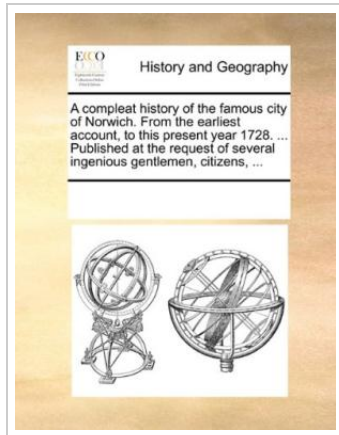 ECCO
History and Geography
A compleat history of the famous city
of Norwich. From the earliest
account, to this present year 1728. ...
Published at the request of several
ingenious gentlemen, citizens, ...